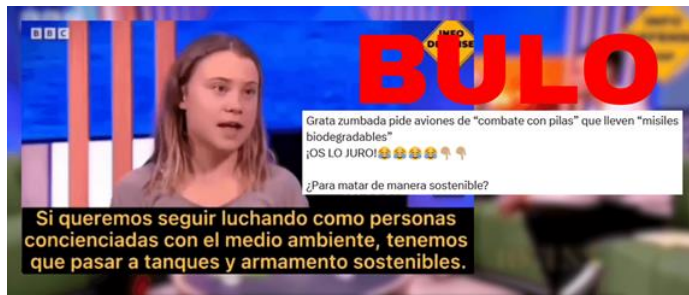 BBC
INFO
DEFENSE
BULO
Grata zumbada pide aviones de “combate con pilas” que lleven “misiles
biodegradables”
¡OS LO JURO!😂😂😂😂👇🏼👇🏼
¿Para matar de manera sostenible?
Si queremos seguir luchando como personas
concienciadas con el medio ambiente, tenemos
que pasar a tanques y armamento sostenibles.